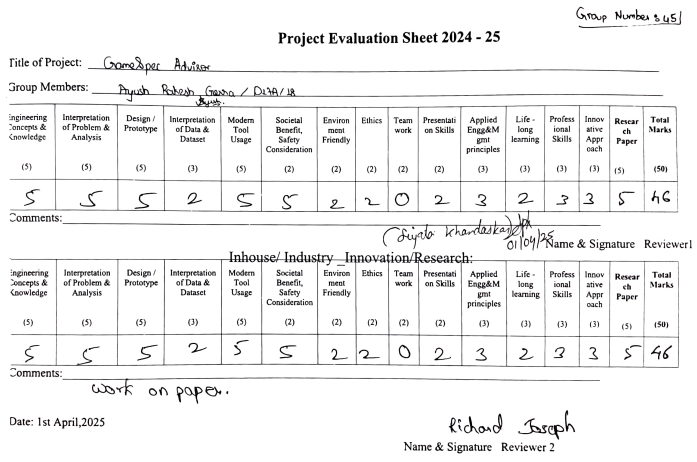 Group Number: 45
Project Evaluation Sheet 2024 - 25
Title of Project: GameSpec Advisor
Group Members: Ayush Rakesh / D17A/18
Engineering Concepts & Knowledge Interpretation of Problem & Analysis Design / Prototype Interpretation of Data & Dataset Modern Tool Usage Societal Benefit, Safety Consideration Environ ment Friendly Ethics Team work Presentati on Skills Applied Engg&M gmt principles Life - long learning Profess ional Skills Innov ative Appr oach Resear ch Paper Total Marks
(5) (5) (5) (3) (5) (2) (2) (2) (2) (2) (3) (3) (3) (3) (5) (50)
5 5 5 2 5 5 2 2 0 2 3 2 3 3 5 46
Comments:
01/04/25 Name & Signature Reviewer1
Inhouse/ Industry _Innovation/Research:
Engineering Concepts & Knowledge Interpretation of Problem & Analysis Design / Prototype Interpretation of Data & Dataset Modern Tool Usage Societal Benefit, Safety Consideration Environ ment Friendly Ethics Team work Presentati on Skills Applied Engg&M gmt principles Life - long learning Profess ional Skills Innov ative Appr oach Resear ch Paper Total Marks
(5) (5) (5) (3) (5) (2) (2) (2) (2) (2) (3) (3) (3) (3) (5) (50)
5 5 5 2 5 5 2 2 0 2 3 2 3 3 5 46
Comments:
work on paper.
Date: 1st April,2025
Richard Joseph
Name & Signature Reviewer 2